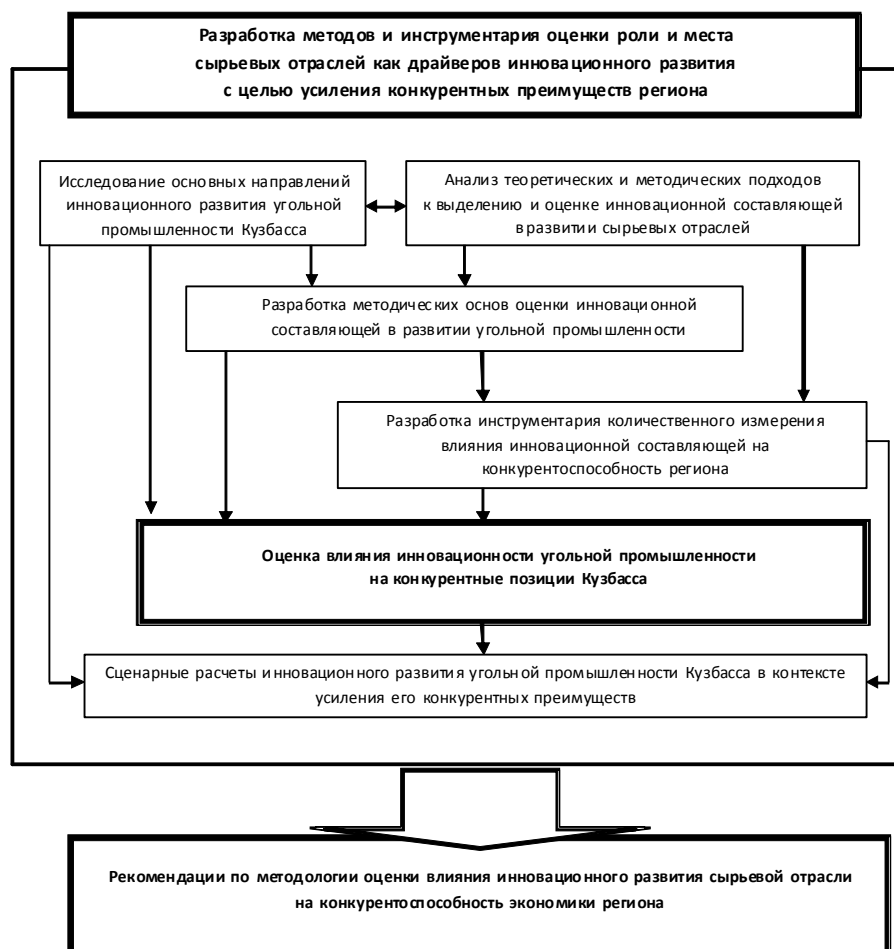 Разработка методов и инструментария оценки роли и места
сырьевых отраслей как драйверов инновационного развития
с целью усиления конкурентных преимуществ региона
Исследование основных направлений
инновационного развития угольной
промышленности Кузбасса
Анализ теоретических и методических подходов
к выделению и оценке инновационной составляющей
в развитии сырьевых отраслей
Разработка методических основ оценки инновационной
составляющей в развитии угольной промышленности
Разработка инструментария количественного измерения
влияния инновационной составляющей на
конкурентоспособность региона
Оценка влияния инновационности угольной промышленности
на конкурентные позиции Кузбасса
Сценарные расчеты инновационного развития угольной промышленности Кузбасса в контексте
усиления его конкурентных преимуществ
Рекомендации по методологии оценки влияния инновационного развития сырьевой отрасли
на конкурентоспособность экономики региона